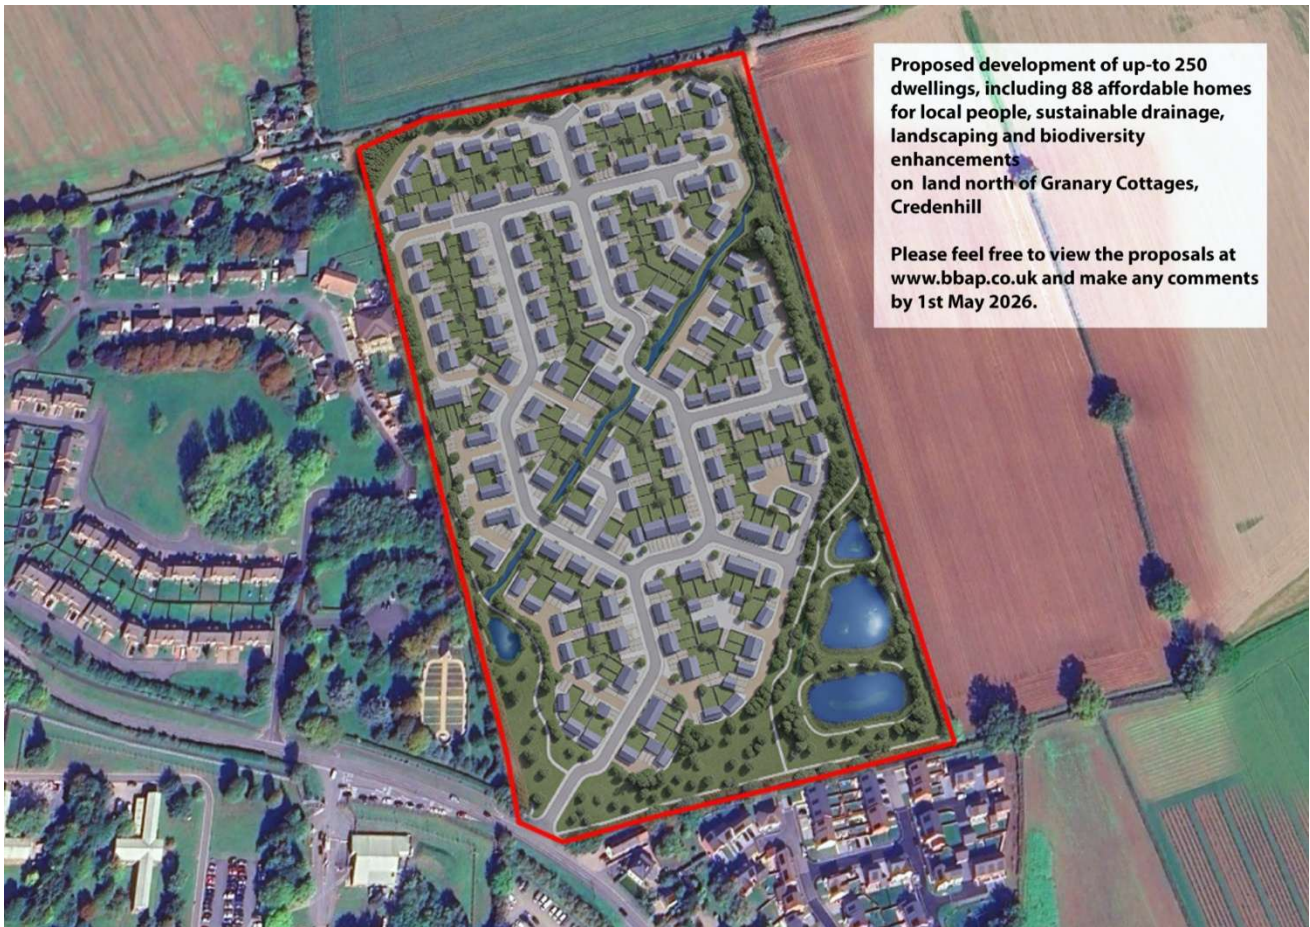 Proposed development of up-to 250
dwellings, including 88 affordable homes
for local people, sustainable drainage,
landscaping and biodiversity
enhancements
on  land north of Granary Cottages,
Credenhill
Please feel free to view the proposals at
www.bbap.co.uk and make any comments
by 1st May 2026.